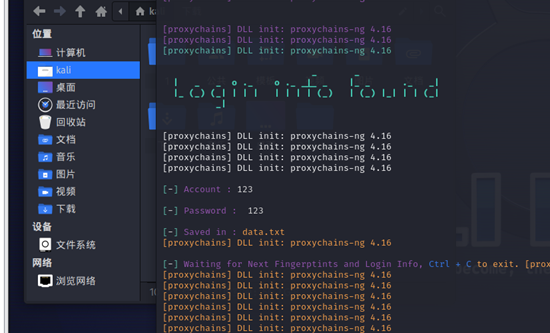 ka
位置
计算机
kali
桌面
最近访问
回收站
文档
音乐
图片
视频
下载
设备
文件系统
网络
浏览网络
[proxychains] DLL init: proxychains-ng 4.16
[proxychains] DLL init: proxychains-ng 4.16
[proxychains] DLL init: proxychains-ng 4.16
Login info Found
[proxychains] DLL init: proxychains-ng 4.16
[proxychains] DLL init: proxychains-ng 4.16
[proxychains] DLL init: proxychains-ng 4.16
[proxychains] DLL init: proxychains-ng 4.16
[-] Account : 123
[-] Password : 123
[-] Saved in : data.txt
[proxychains] DLL init: proxychains-ng 4.16
[-] Waiting for Next Fingerptints and Login Info, Ctrl + C to exit. [prox
[proxychains] DLL init: proxychains-ng 4.16
[proxychains] DLL init: proxychains-ng 4.16
[proxychains] DLL init: proxychains-ng 4.16
[proxychains] DLL init: proxychains-ng 4.16
[proxychains] DLL init: proxychains-ng 4.16
[proxychains] DLL init: proxychains-ng 4.16